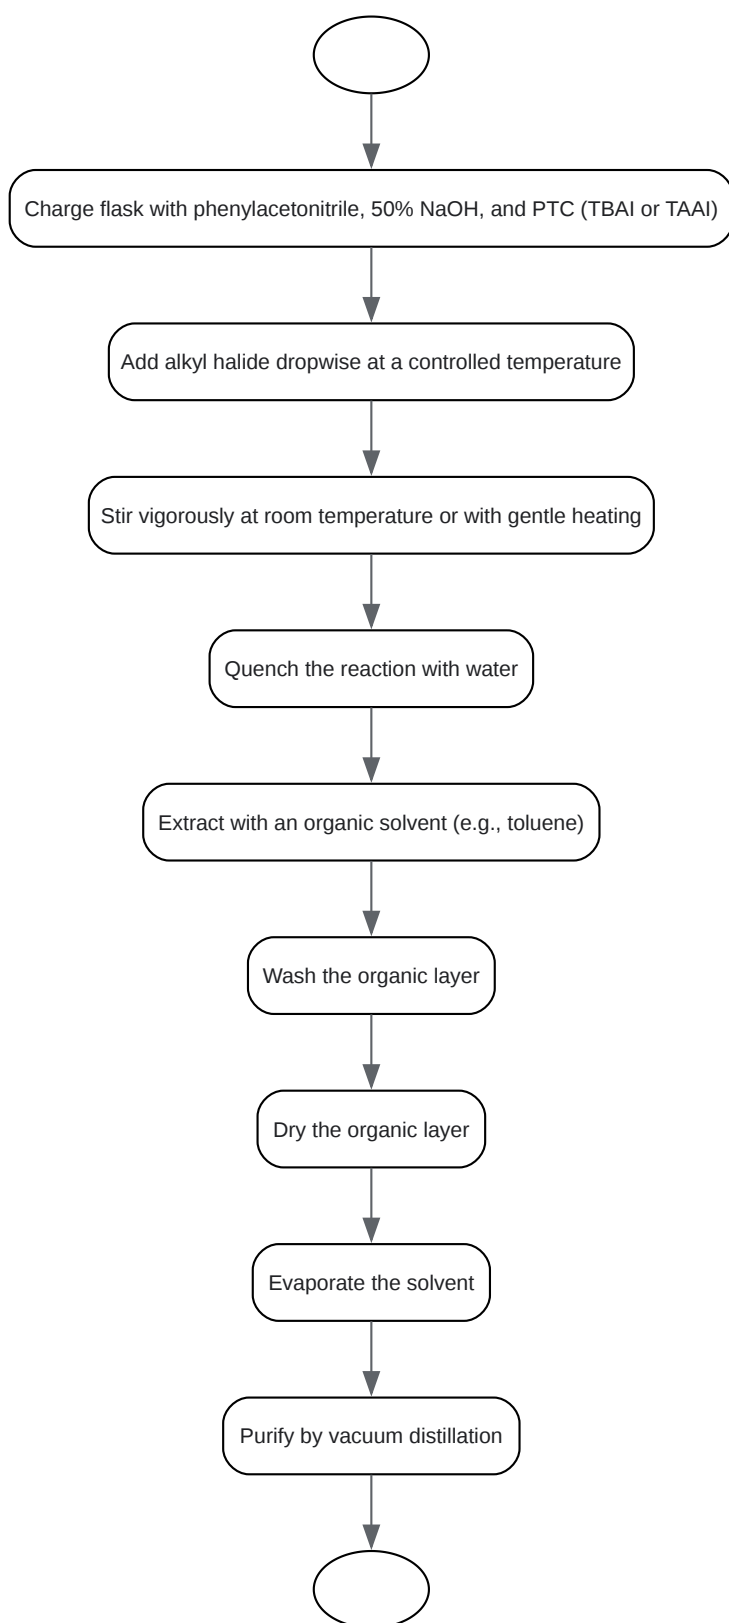 Charge flask with phenylacetonitrile, 50% NaOH, and PTC (TBAI or TAAI)
Add alkyl halide dropwise at a controlled temperature
Stir vigorously at room temperature or with gentle heating
Quench the reaction with water
Extract with an organic solvent (e.g., toluene)
Wash the organic layer
Dry the organic layer
Evaporate the solvent
Purify by vacuum distillation